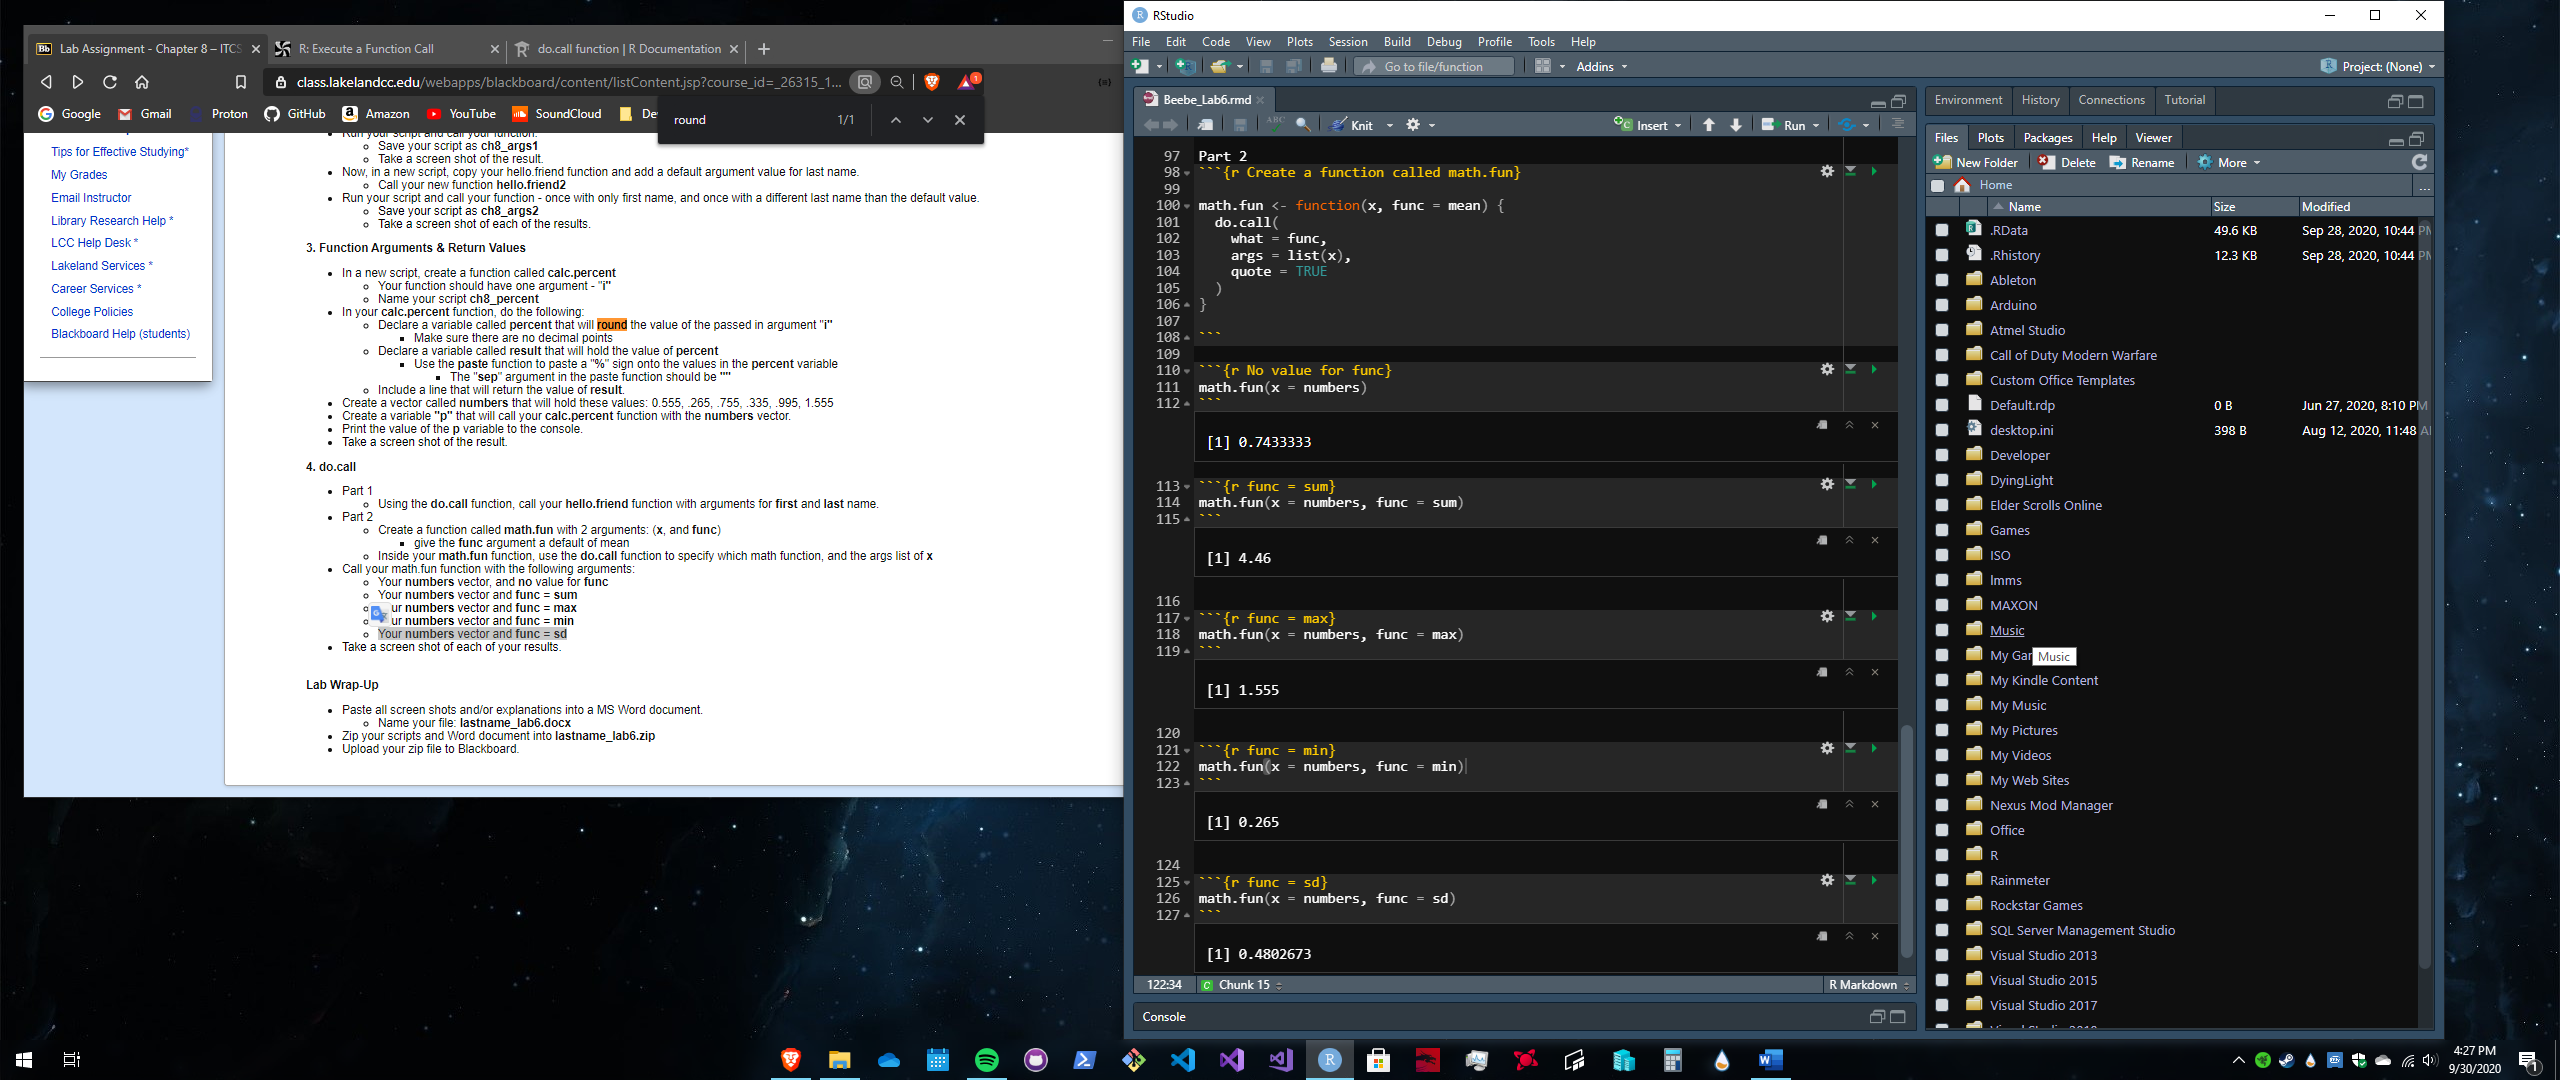 Lab Assignment - Chapter 8 – ITCS
R: Execute a Function Call
do.call function | R Documentation
class.lakelandcc.edu/webapps/blackboard/content/listContent.jsp?course_id=_26315_1...
Google
Gmail
Proton
GitHub
Amazon
YouTube
SoundCloud
round
1/1
Tips for Effective Studying*
My Grades
Email Instructor
Library Research Help *
LCC Help Desk *
Lakeland Services *
Career Services *
College Policies
Blackboard Help (students)
Run your script and call your function.
Save your script as ch8_args1
Take a screen shot of the result.
Now, in a new script, copy your hello.friend function and add a default argument value for last name.
Call your new function hello.friend2
Run your script and call your function - once with only first name, and once with a different last name than the default value.
Save your script as ch8_args2
Take a screen shot of each of the results.
3. Function Arguments & Return Values
In a new script, create a function called calc.percent
Your function should have one argument - "i"
Name your script ch8_percent
In your calc.percent function, do the following:
Declare a variable called percent that will round the value of the passed in argument "i"
Make sure there are no decimal points
Declare a variable called result that will hold the value of percent
Use the paste function to paste a "%" sign onto the values in the percent variable
The "sep" argument in the paste function should be ""
Include a line that will return the value of result.
Create a vector called numbers that will hold these values: 0.555, .265, .755, .335, .995, 1.555
Create a variable "p" that will call your calc.percent function with the numbers vector.
Print the value of the p variable to the console.
Take a screen shot of the result.
4. do.call
Part 1
Using the do.call function, call your hello.friend function with arguments for first and last name.
Part 2
Create a function called math.fun with 2 arguments: (x, and func)
give the func argument a default of mean
Inside your math.fun function, use the do.call function to specify which math function, and the args list of x
Call your math.fun function with the following arguments:
Your numbers vector, and no value for func
Your numbers vector and func = sum
ur numbers vector and func = max
ur numbers vector and func = min
Your numbers vector and func = sd
Take a screen shot of each of your results.
Lab Wrap-Up
Paste all screen shots and/or explanations into a MS Word document.
Name your file: lastname_lab6.docx
Zip your scripts and Word document into lastname_lab6.zip
Upload your zip file to Blackboard.
RStudio
File Edit Code View Plots Session Build Debug Profile Tools Help
Go to file/function
Addins
Project: (None)
Beebe_Lab6.rmd
Knit
Insert
Run
97 Part 2
98 ```{r Create a function called math.fun}
99
100 math.fun <- function(x, func = mean) {
101 do.call(
102 what = func,
103 args = list(x),
104 quote = TRUE
105 )
106 }
107
108 ```
109
110 ```{r No value for func}
111 math.fun(x = numbers)
112 ```
[1] 0.7433333
113 ```{r func = sum}
114 math.fun(x = numbers, func = sum)
115 ```
[1] 4.46
116
117 ```{r func = max}
118 math.fun(x = numbers, func = max)
119 ```
[1] 1.555
120
121 ```{r func = min}
122 math.fun(x = numbers, func = min)
123 ```
[1] 0.265
124
125 ```{r func = sd}
126 math.fun(x = numbers, func = sd)
127 ```
[1] 0.4802673
122:34 Chunk 15 R Markdown
Console
Environment History Connections Tutorial
Files Plots Packages Help Viewer
New Folder Delete Rename More
Home
Name Size Modified
.RData 49.6 KB Sep 28, 2020, 10:44 PM
.Rhistory 12.3 KB Sep 28, 2020, 10:44 PM
Ableton
Arduino
Atmel Studio
Call of Duty Modern Warfare
Custom Office Templates
Default.rdp 0 B Jun 27, 2020, 8:10 PM
desktop.ini 398 B Aug 12, 2020, 11:48 A
Developer
DyingLight
Elder Scrolls Online
Games
ISO
lmms
MAXON
Music
My Gar
Music
My Kindle Content
My Music
My Pictures
My Videos
My Web Sites
Nexus Mod Manager
Office
R
Rainmeter
Rockstar Games
SQL Server Management Studio
Visual Studio 2013
Visual Studio 2015
Visual Studio 2017
4:27 PM
9/30/2020